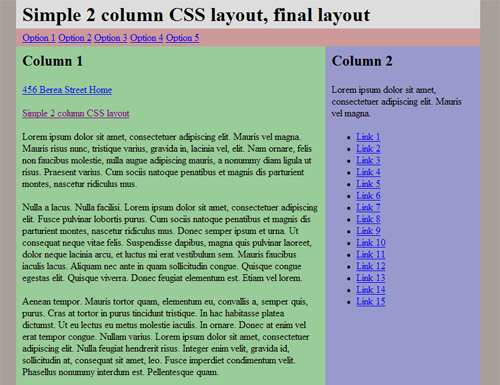 Simple 2 column CSS layout, final layout
Option 1 Option 2 Option 3 Option 4 Option 5
Column 1
456 Berea Street Home
Simple 2 column CSS layout
Lorem ipsum dolor sit amet, consectetuer adipiscing elit. Mauris vel magna.
Mauris risus nunc, tristique varius, gravida in, lacinia vel, elit. Nam ornare, felis
non faucibus molestie, nulla augue adipiscing mauris, a nonummy diam ligula ut
risus. Praesent varius. Cum sociis natoque penatibus et magnis dis parturient
montes, nascetur ridiculus mus.
Nulla a lacus. Nulla facilisi. Lorem ipsum dolor sit amet, consectetuer adipiscing
elit. Fusce pulvinar lobortis purus. Cum sociis natoque penatibus et magnis dis
parturient montes, nascetur ridiculus mus. Donec semper ipsum et urna. Ut
consequat neque vitae felis. Suspendisse dapibus, magna quis pulvinar laoreet,
dolor neque lacinia arcu, et luctus mi erat vestibulum sem. Mauris faucibus
iaculis lacus. Aliquam nec ante in quam sollicitudin congue. Quisque congue
egestas elit. Quisque viverra. Donec feugiat elementum est. Etiam vel lorem.
Aenean tempor. Mauris tortor quam, elementum eu, convallis a, semper quis,
purus. Cras at tortor in purus tincidunt tristique. In hac habitasse platea
dictumst. Ut eu lectus eu metus molestie iaculis. In ornare. Donec at enim vel
erat tempor congue. Nullam varius. Lorem ipsum dolor sit amet, consectetuer
adipiscing elit. Nulla feugiat hendrerit risus. Integer enim velit, gravida id,
sollicitudin at, consequat sit amet, leo. Fusce imperdiet condimentum velit.
Phasellus nonummy interdum est. Pellentesque quam.
Column 2
Lorem ipsum dolor sit amet,
consectetuer adipiscing elit. Mauris
vel magna.
Link 1
Link 2
Link 3
Link 4
Link 5
Link 6
Link 7
Link 8
Link 9
Link 10
Link 11
Link 12
Link 13
Link 14
Link 15